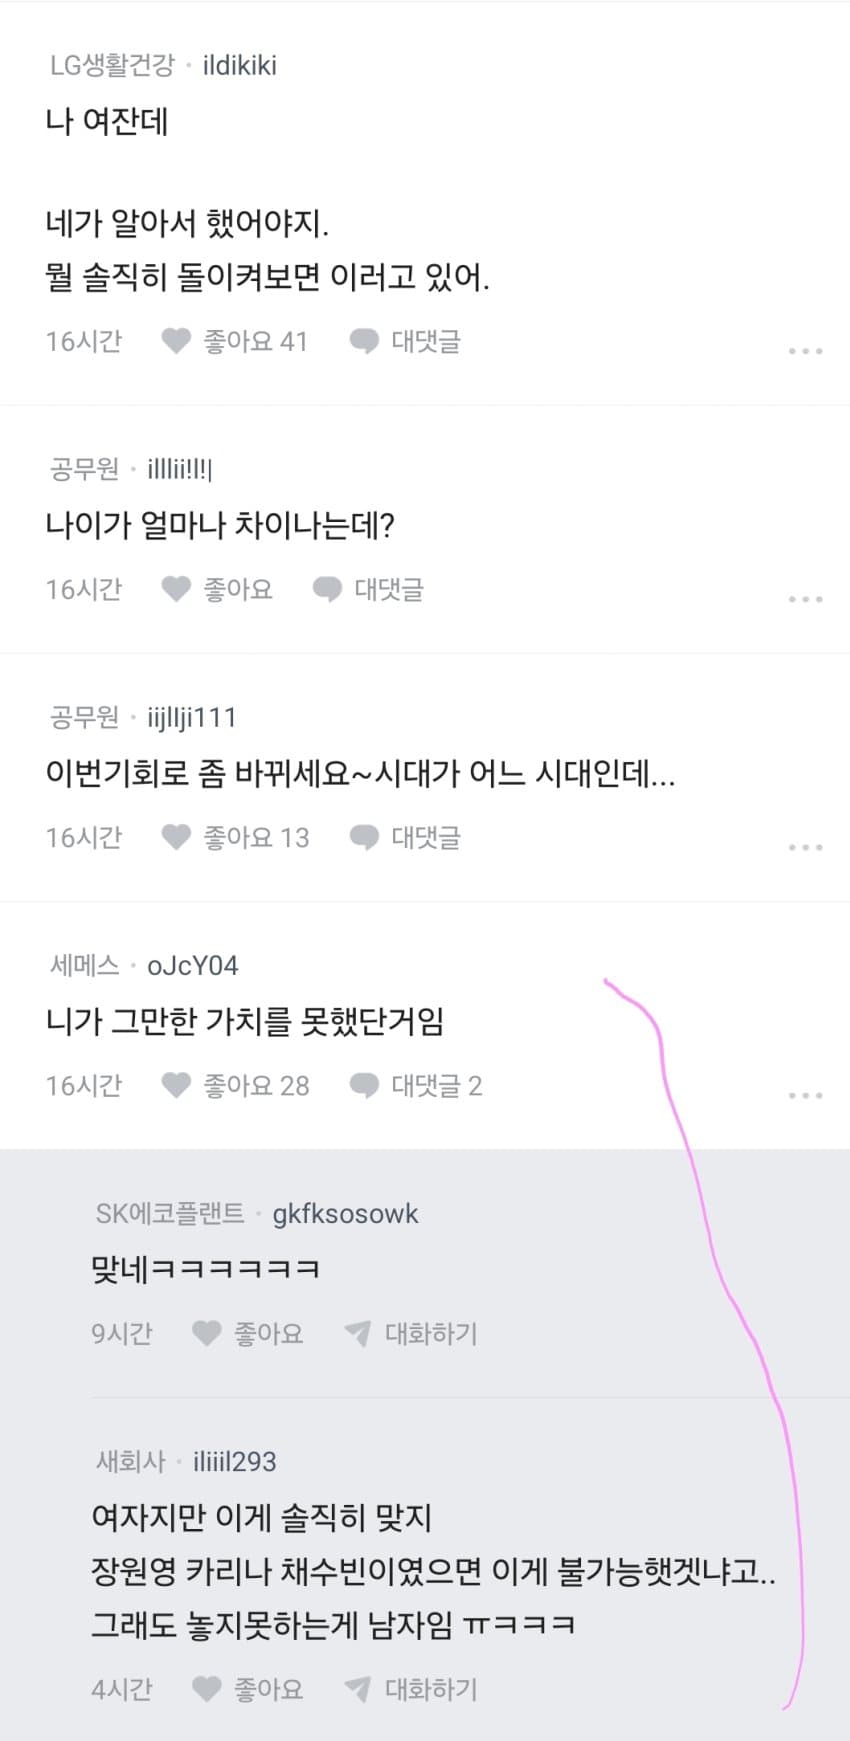 LG생활건강 · ildikiki
나 여잔데
네가 알아서 했어야지.
뭘 솔직히 돌이켜보면 이러고 있어.
16시간 좋아요 41 대댓글
공무원 · illlii!l!|
나이가 얼마나 차이나는데?
16시간 좋아요 대댓글
공무원 · iijlIji111
이번기회로 좀 바뀌세요~시대가 어느 시대인데...
16시간 좋아요 13 대댓글
세메스 · oJcY04
니가 그만한 가치를 못했단거임
16시간 좋아요 28 대댓글 2
SK에코플랜트 · gkfksosowk
맞네ㅋㅋㅋㅋㅋㅋ
9시간 좋아요 대화하기
새회사 · iliiil293
여자지만 이게 솔직히 맞지
장원영 카리나 채수빈이였으면 이게 불가능햇겟냐고..
그래도 놓지못하는게 남자임 ㅠㅋㅋㅋ
4시간 좋아요 대화하기